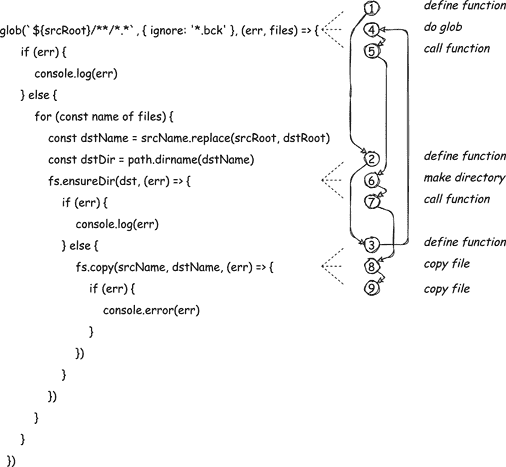 1 define function
glob(`${srcRoot}/**/*.*`, { ignore: '*.bck' }, (err, files) => { 4 do glob
if (err) { 5 call function
console.log(err)
} else {
for (const name of files) {
const dstName = srcName.replace(srcRoot, dstRoot)
const dstDir = path.dirname(dstName) 2 define function
fs.ensureDir(dst, (err) => { 6 make directory
if (err) { 7 call function
console.log(err)
} else { 3 define function
fs.copy(srcName, dstName, (err) => { 8 copy file
if (err) { 9 copy file
console.error(err)
}
})
}
})
}
}
})